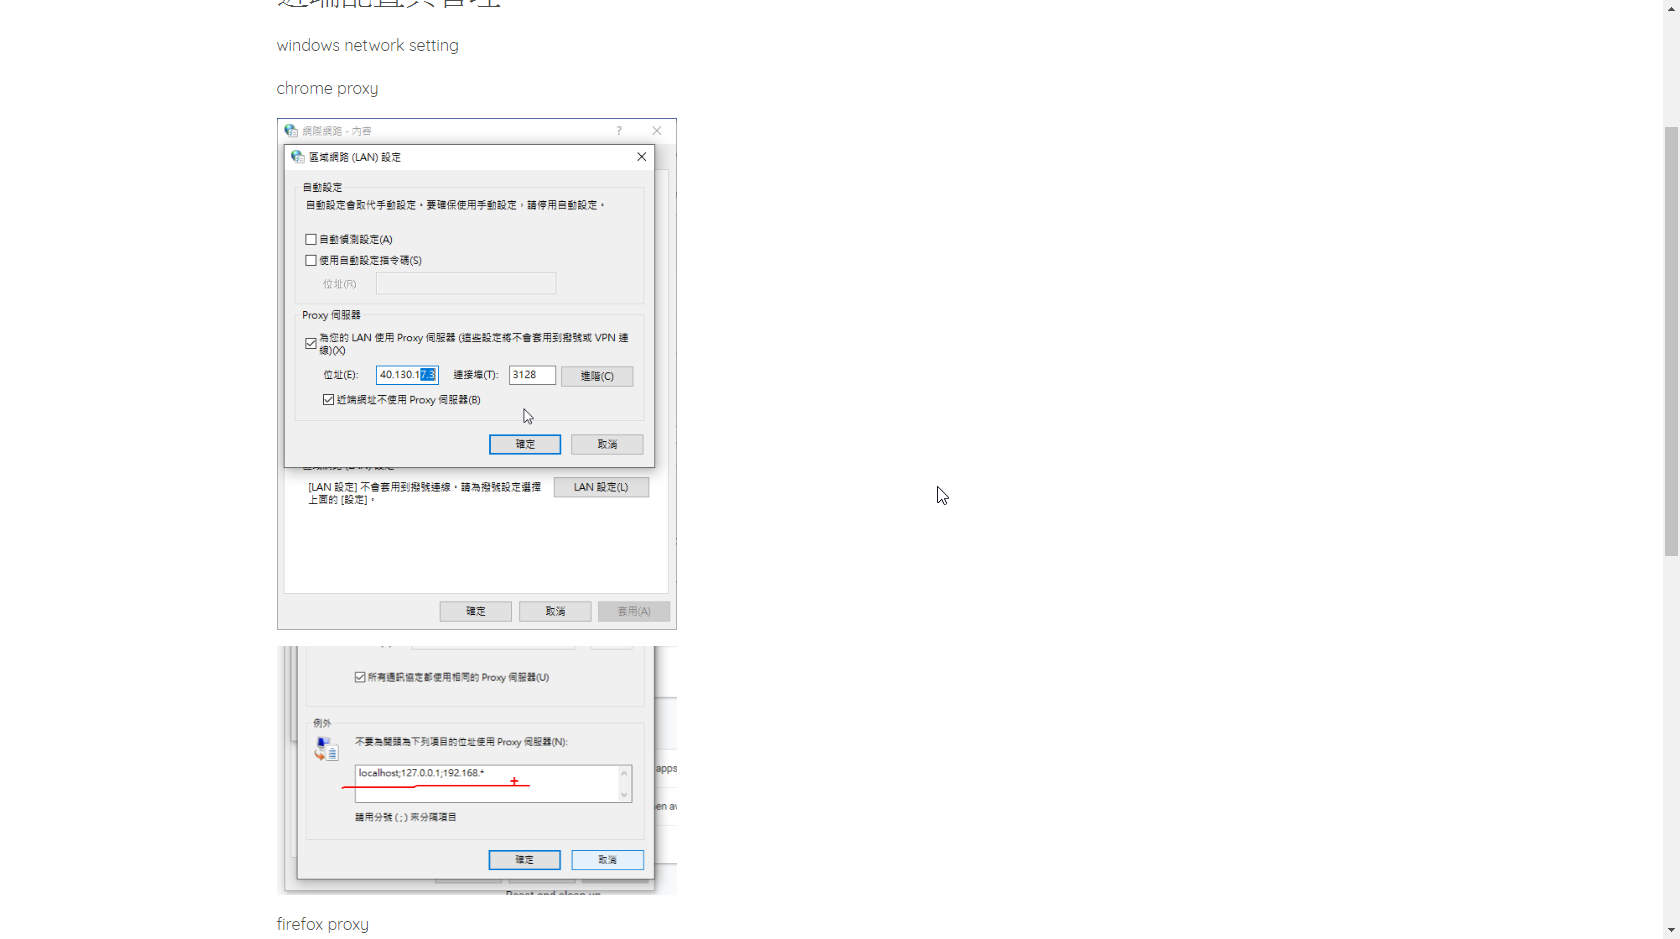 近端配置與管理
windows network setting
chrome proxy
網際網路 - 內容
區域網路 (LAN) 設定
自動設定
自動設定會取代手動設定。要確保使用手動設定，請停用自動設定。
自動偵測設定(A)
使用自動設定指令碼(S)
位址(R)
Proxy 伺服器
為您的 LAN 使用 Proxy 伺服器 (這些設定將不會套用到撥號或 VPN 連
線)(X)
位址(E): 40.130.17.3 連接埠(T): 3128 進階(C)
近端網址不使用 Proxy 伺服器(B)
確定 取消
[LAN 設定] 不會套用到撥號連線。請為撥號設定選擇
上面的 [設定]。
LAN 設定(L)
確定 取消 套用(A)
所有通訊協定都使用相同的 Proxy 伺服器(U)
例外
不要為開頭為下列項目的位址使用 Proxy 伺服器(N):
localhost;127.0.0.1;192.168.*
apps
請用分號 ( ; ) 來分隔項目
確定 取消
Reset and clean up
firefox proxy